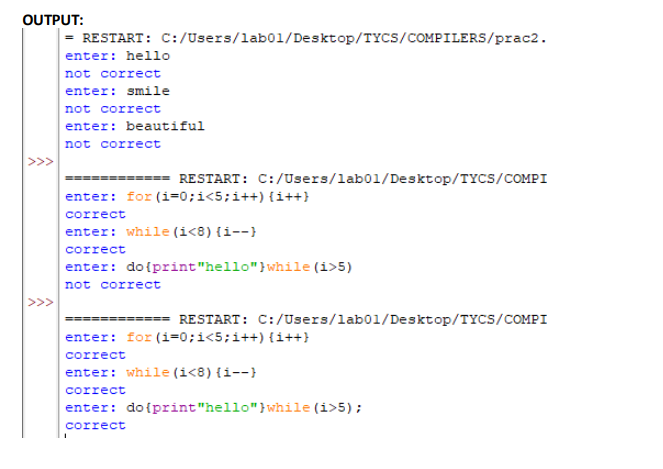 OUTPUT:
= RESTART: C:/Users/lab01/Desktop/TYCS/COMPILERS/prac2.
enter: hello
not correct
enter: smile
not correct
enter: beautiful
not correct
>>>
============ RESTART: C:/Users/lab01/Desktop/TYCS/COMPI
enter: for(i=0;i<5;i++){i++}
correct
enter: while(i<8){i--}
correct
enter: do{print"hello"}while(i>5)
not correct
>>>
============ RESTART: C:/Users/lab01/Desktop/TYCS/COMPI
enter: for(i=0;i<5;i++){i++}
correct
enter: while(i<8){i--}
correct
enter: do{print"hello"}while(i>5);
correct